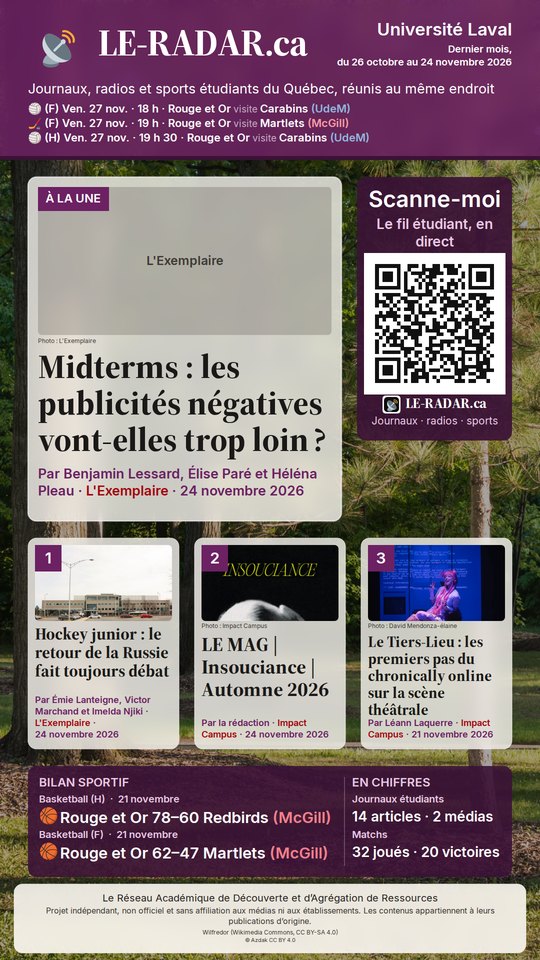 LE-RADAR.ca
Université Laval
Dernier mois,
du 26 octobre au 24 novembre 2026
Journaux, radios et sports étudiants du Québec, réunis au même endroit
(F) Ven. 27 nov. · 18 h · Rouge et Or visite Carabins (UdeM)
(F) Ven. 27 nov. · 19 h · Rouge et Or visite Martlets (McGill)
(H) Ven. 27 nov. · 19 h 30 · Rouge et Or visite Carabins (UdeM)
À LA UNE
L'Exemplaire
Photo : L'Exemplaire
Midterms : les
publicités négatives
vont-elles trop loin ?
Par Benjamin Lessard, Élise Paré et Héléna
Pleau · L'Exemplaire · 24 novembre 2026
Scanne-moi
Le fil étudiant, en
direct
LE-RADAR.ca
Journaux · radios · sports
1
Hockey junior : le
retour de la Russie
fait toujours débat
Par Émie Lanteigne, Victor
Marchand et Imelda Njiki ·
L'Exemplaire ·
24 novembre 2026
2
INSOUCIANCE
Photo : Impact Campus
LE MAG |
Insouciance |
Automne 2026
Par la rédaction · Impact
Campus · 24 novembre 2026
3
Photo : David Mendonza-élaine
Le Tiers-Lieu : les
premiers pas du
chronically online
sur la scène
théâtrale
Par Léann Laquerre · Impact
Campus · 21 novembre 2026
BILAN SPORTIF
Basketball (H) · 21 novembre
Rouge et Or 78–60 Redbirds (McGill)
Basketball (F) · 21 novembre
Rouge et Or 62–47 Martlets (McGill)
EN CHIFFRES
Journaux étudiants
14 articles · 2 médias
Matchs
32 joués · 20 victoires
Le Réseau Académique de Découverte et d'Agrégation de Ressources
Projet indépendant, non officiel et sans affiliation aux médias ni aux établissements. Les contenus appartiennent à leurs
publications d'origine.
Wilfredor (Wikimedia Commons, CC BY-SA 4.0)
© Azdak CC BY 4.0